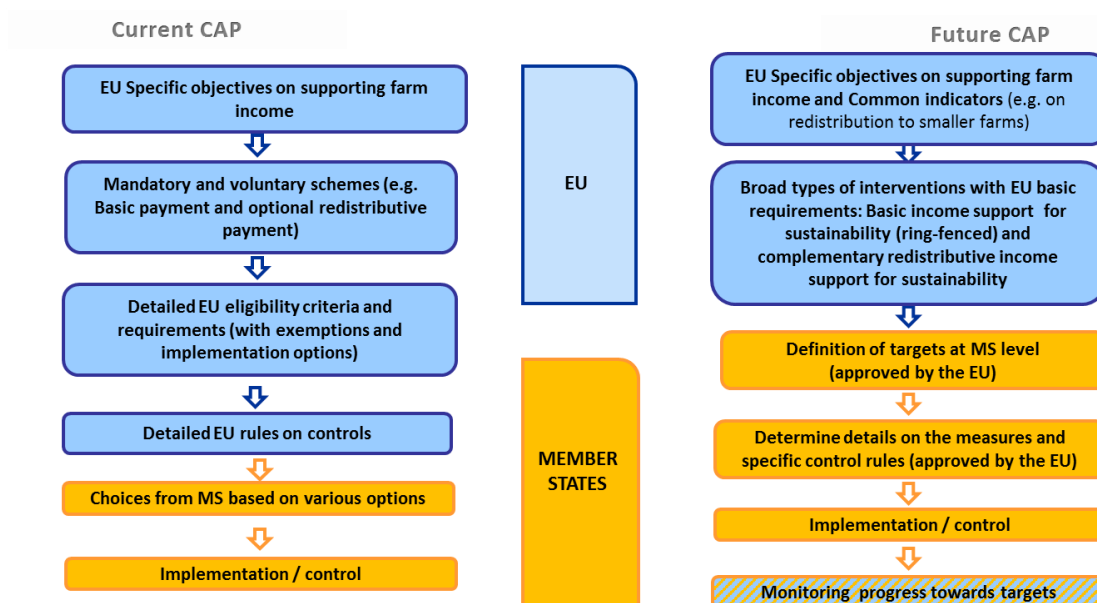 Current CAP
EU Specific objectives on supporting farm
income
Mandatory and voluntary schemes (e.g.
Basic payment and optional redistributive
payment)
Detailed EU eligibility criteria and
requirements (with exemptions and
implementation options)
Detailed EU rules on controls
Choices from MS based on various options
Implementation / control
EU
MEMBER
STATES
Future CAP
EU Specific objectives on supporting farm
income and Common indicators (e.g. on
redistribution to smaller farms)
Broad types of interventions with EU basic
requirements: Basic income support for
sustainability (ring-fenced) and
complementary redistributive income
support for sustainability
Definition of targets at MS level
(approved by the EU)
Determine details on the measures and
specific control rules (approved by the EU)
Implementation / control
Monitoring progress towards targets